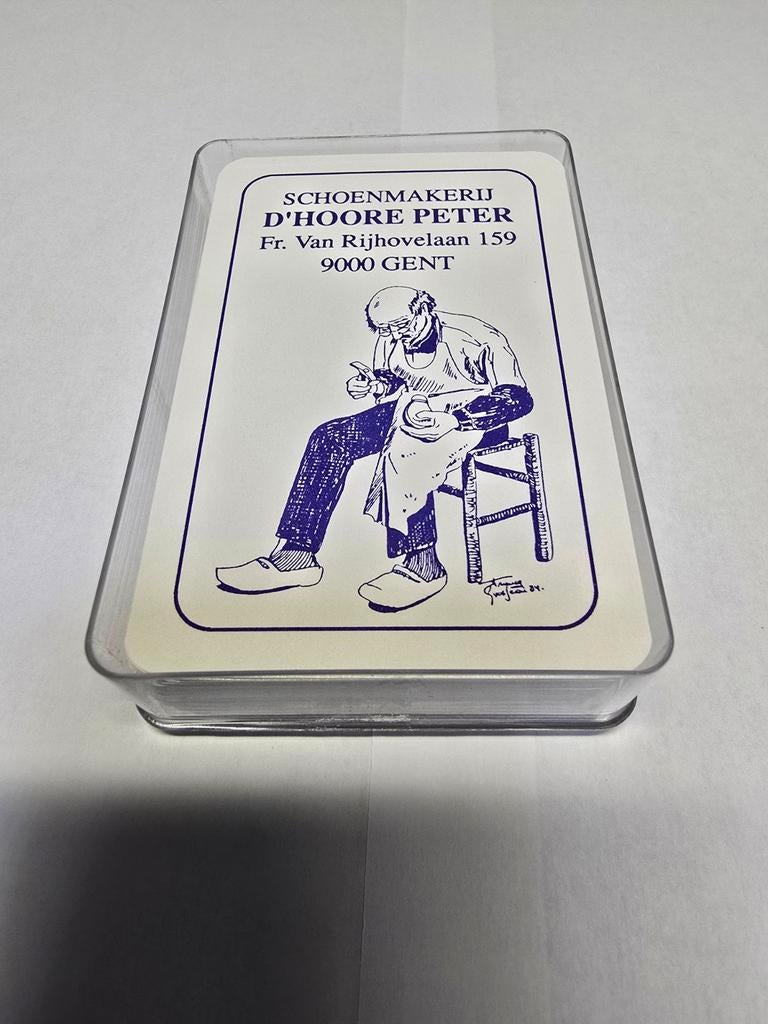 SCHOENMAKERIJ
D'HOORE PETER
Fr. Van Rijhovelaan 159
9000 GENT